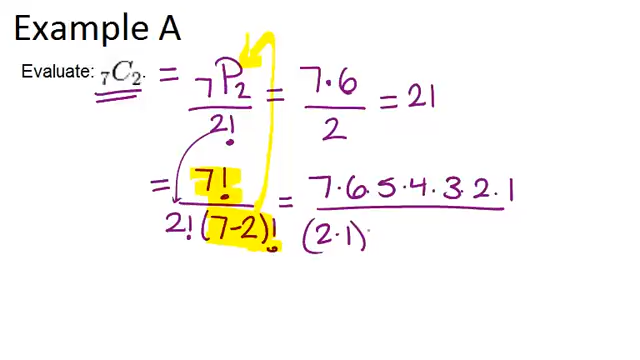 Example A
Evaluate: ₇C₂. = ₇P₂ / 2! = 7·6 / 2 = 21
= 7! / 2!(7-2)! = 7·6·5·4·3·2·1 / (2·1)·